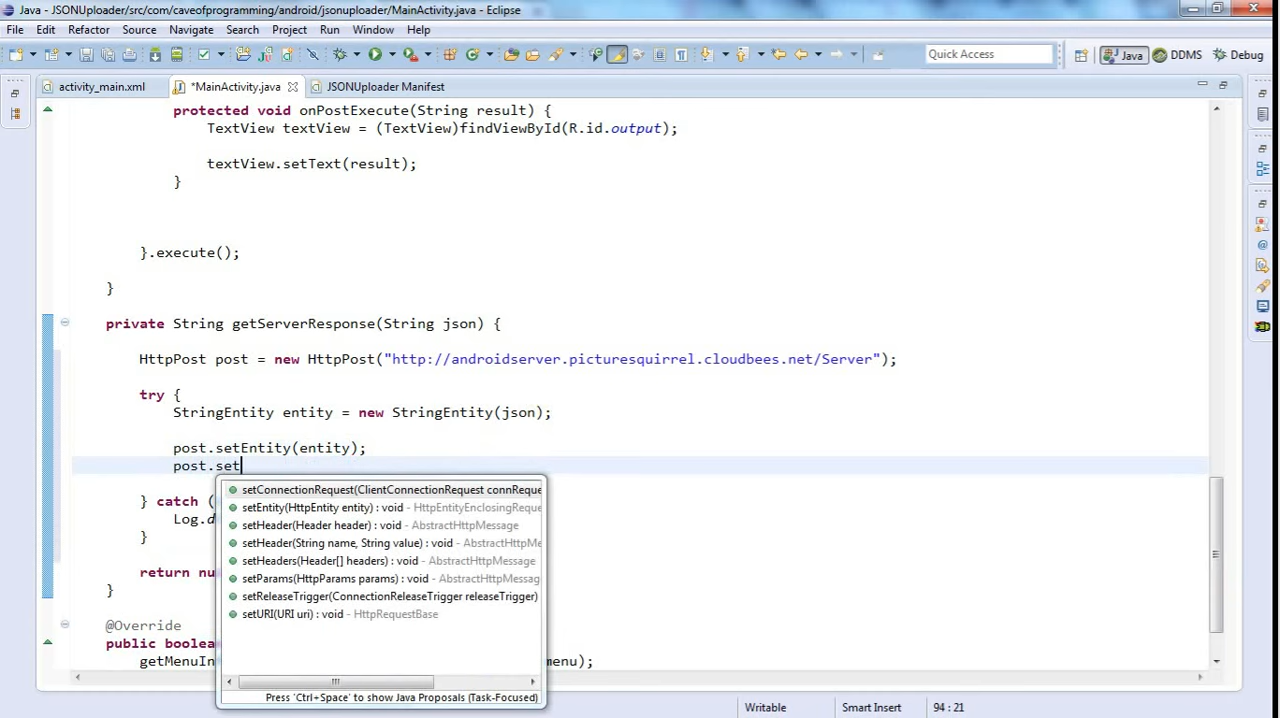 Java - JSONUploader/src/com/caveofprogramming/android/jsonuploader/MainActivity.java - Eclipse
File Edit Refactor Source Navigate Search Project Run Window Help
Quick Access Java DDMS Debug
activity_main.xml *MainActivity.java JSONUploader Manifest
protected void onPostExecute(String result) {
TextView textView = (TextView)findViewById(R.id.output);
textView.setText(result);
}
}.execute();
}
private String getServerResponse(String json) {
HttpPost post = new HttpPost("http://androidserver.picturesquirrel.cloudbees.net/Server");
try {
StringEntity entity = new StringEntity(json);
post.setEntity(entity);
post.set
setConnectionRequest(ClientConnectionRequest connReque
} catch (
setEntity(HttpEntity entity) : void - HttpEntityEnclosingReque
Log.d
setHeader(Header header) : void - AbstractHttpMessage
}
setHeader(String name, String value) : void - AbstractHttpM
setHeaders(Header[] headers) : void - AbstractHttpMessage
return nu
setParams(HttpParams params) : void - AbstractHttpMessag
}
setReleaseTrigger(ConnectionReleaseTrigger releaseTrigger)
setURI(URI uri) : void - HttpRequestBase
@Override
public boolea
getMenuIn menu);
Press 'Ctrl+Space' to show Java Proposals (Task-Focused)
Writable Smart Insert 94 : 21